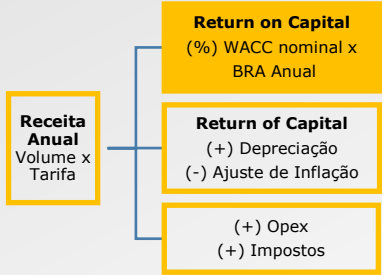 Return on Capital
(%) WACC nominal x
BRA Anual
Receita
Anual
Volume x
Tarifa
Return of Capital
(+) Depreciação
(-) Ajuste de Inflação
(+) Opex
(+) Impostos